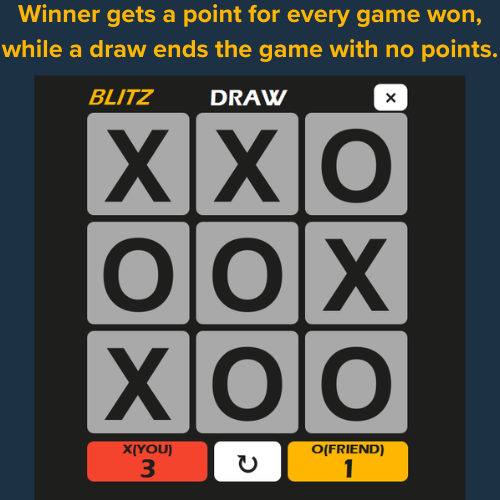 Winner gets a point for every game won,
while a draw ends the game with no points.
BLITZ DRAW ×
X X O
O O X
X O O
X(YOU) O(FRIEND)
3 ↻ 1